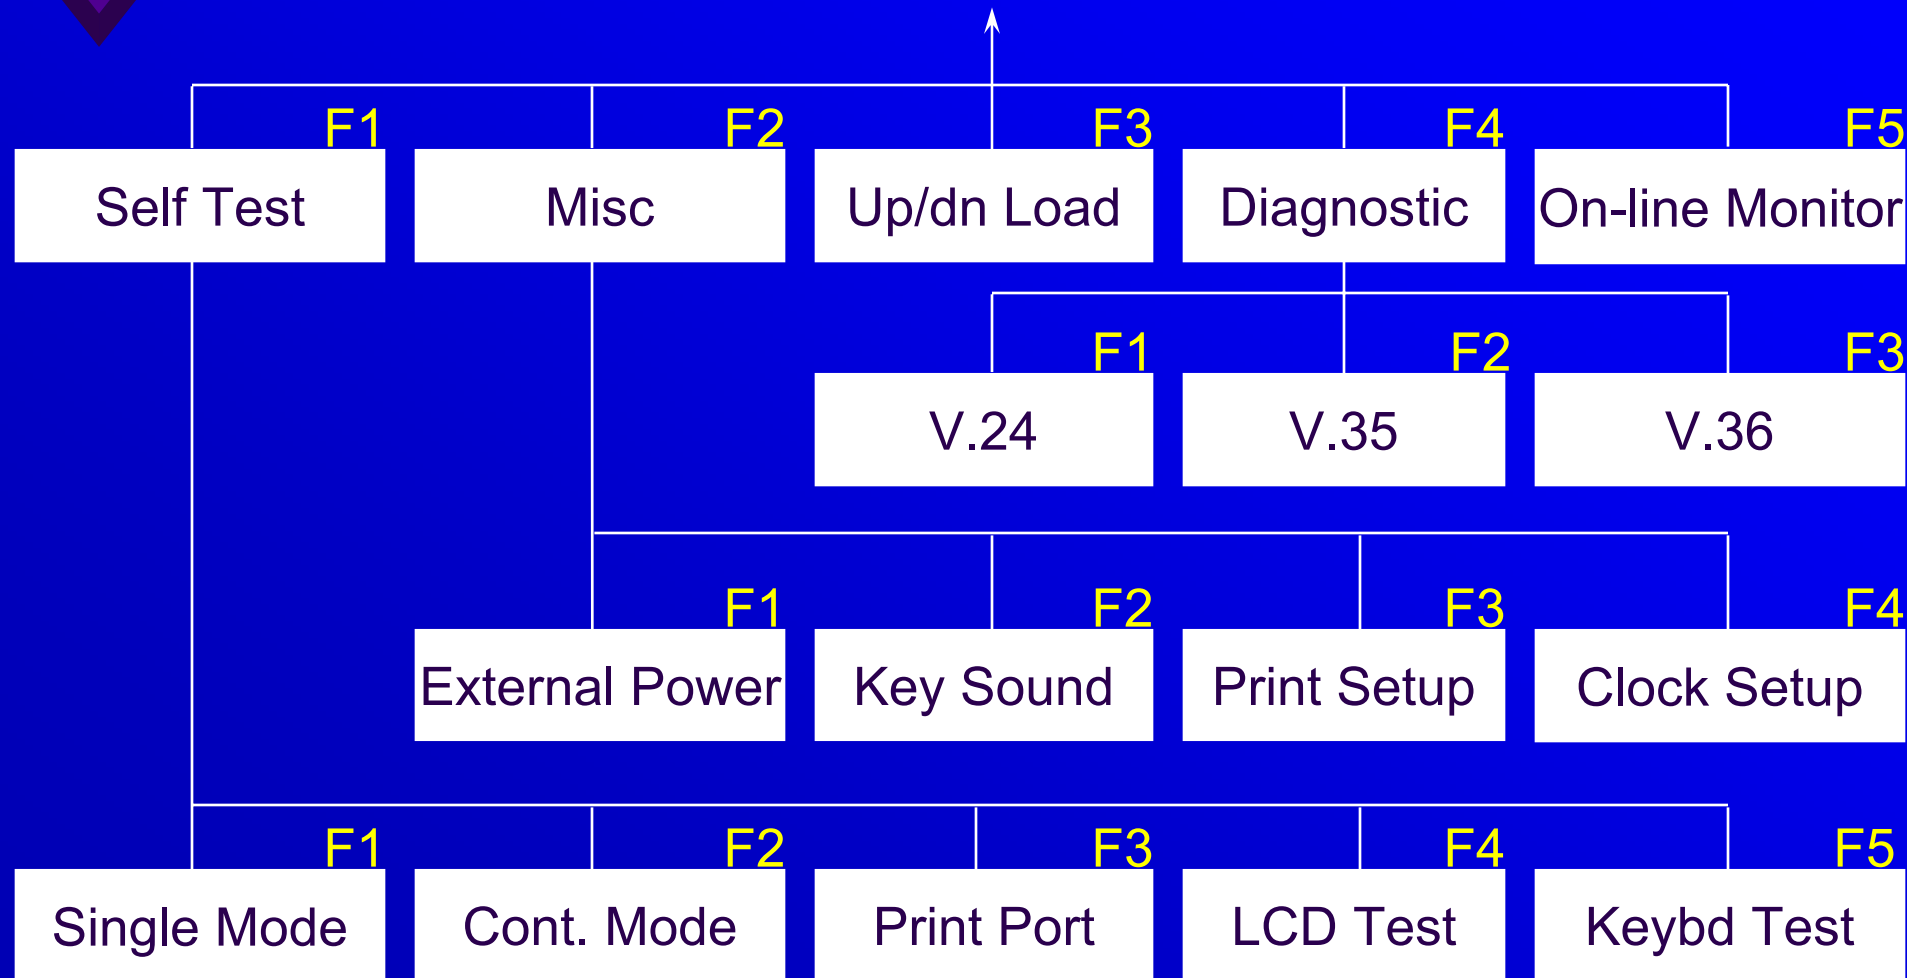 F1 F2 F3 F4 F5
Self Test Misc Up/dn Load Diagnostic On-line Monitor
F1 F2 F3
V.24 V.35 V.36
F1 F2 F3 F4
External Power Key Sound Print Setup Clock Setup
F1 F2 F3 F4 F5
Single Mode Cont. Mode Print Port LCD Test Keybd Test